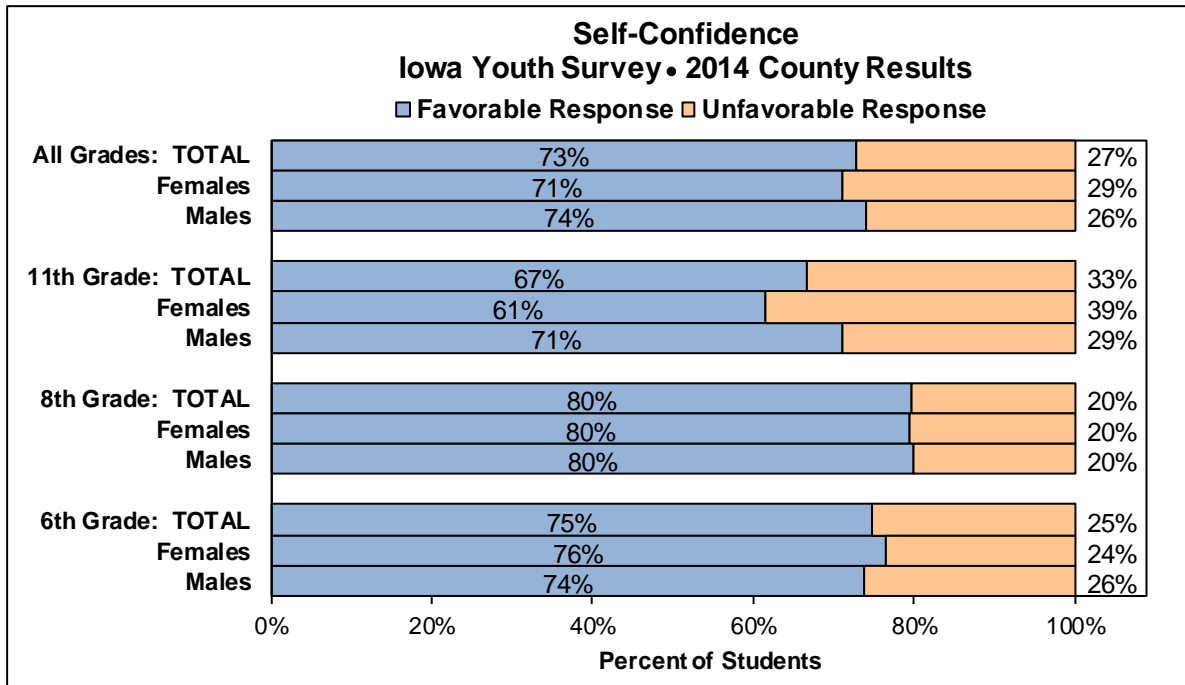 Self-Confidence
Iowa Youth Survey • 2014 County Results
Favorable Response Unfavorable Response
All Grades: TOTAL 73% 27%
Females 71% 29%
Males 74% 26%
11th Grade: TOTAL 67% 33%
Females 61% 39%
Males 71% 29%
8th Grade: TOTAL 80% 20%
Females 80% 20%
Males 80% 20%
6th Grade: TOTAL 75% 25%
Females 76% 24%
Males 74% 26%
0% 20% 40% 60% 80% 100%
Percent of Students